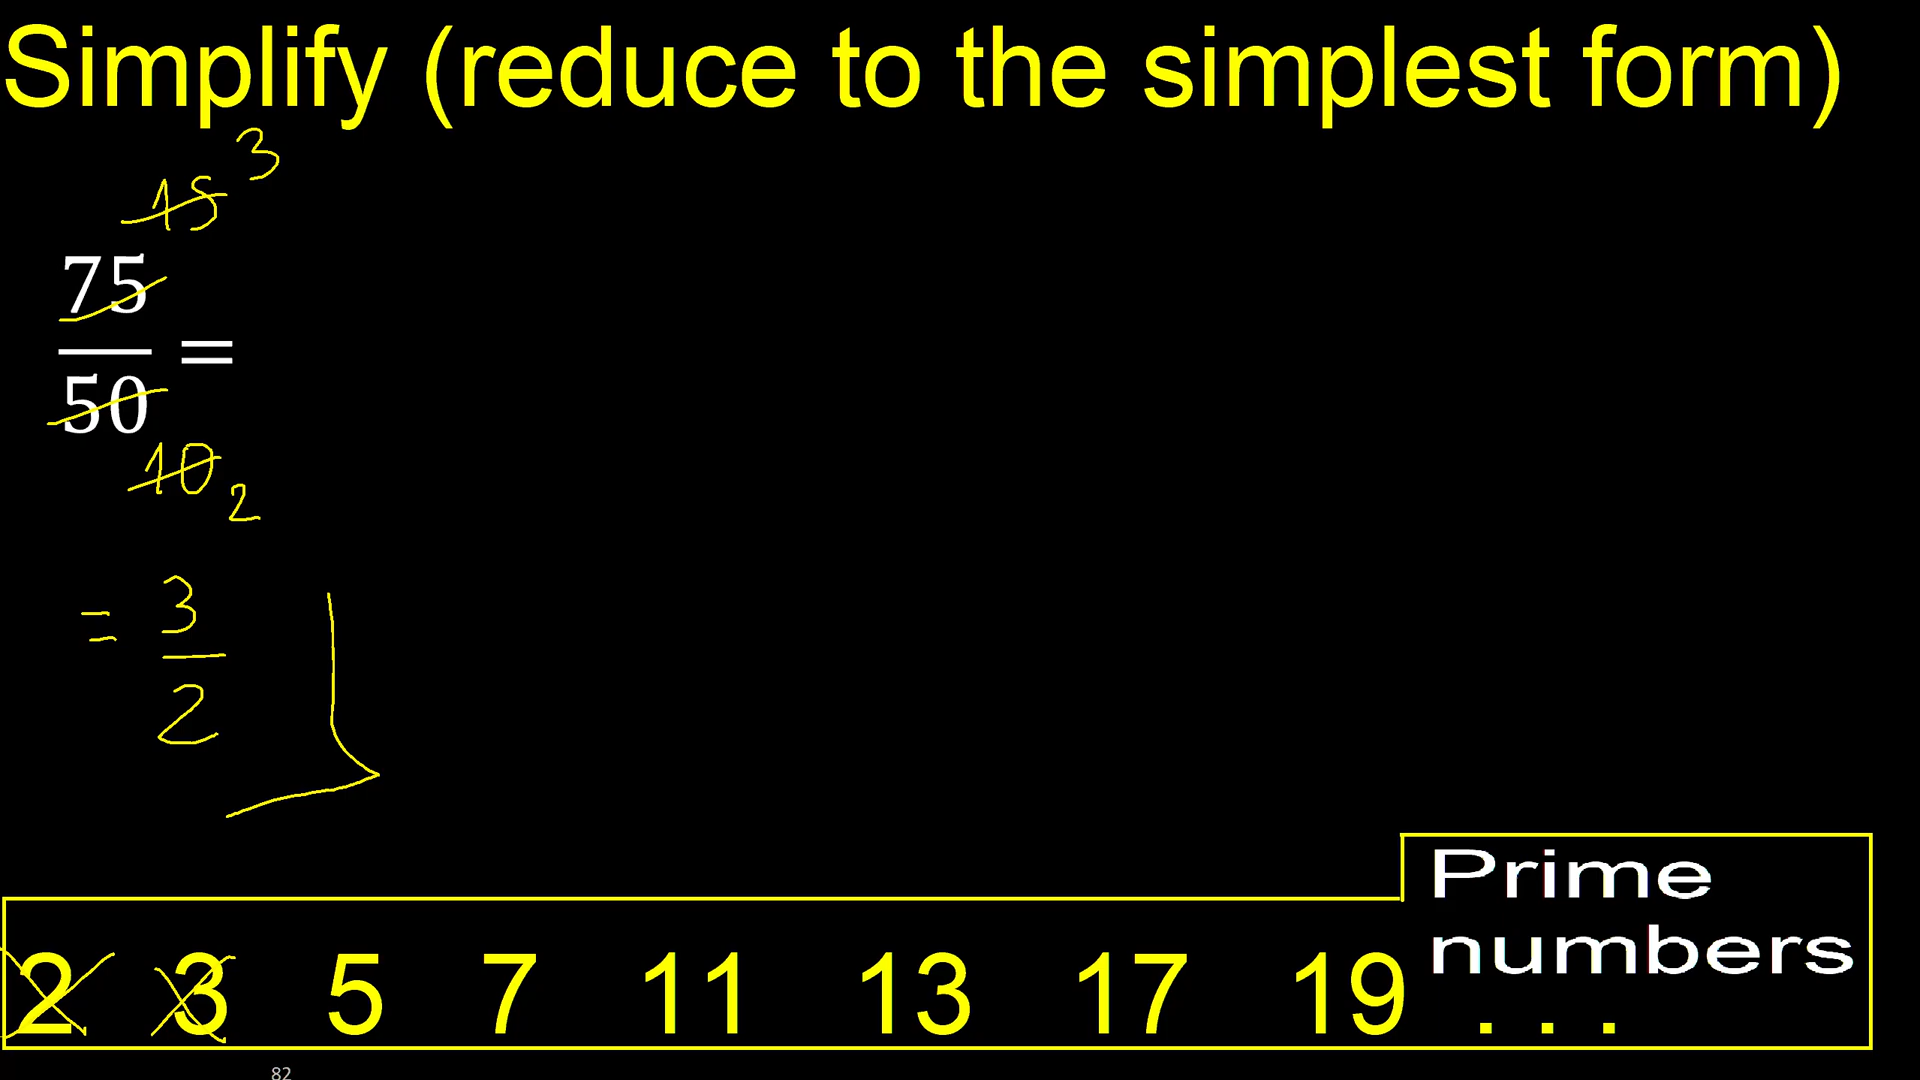 Simplify (reduce to the simplest form)
15 3
75
50
=
10 2
= 3
2
Prime
numbers
2 3 5 7 11 13 17 19 . . .
82